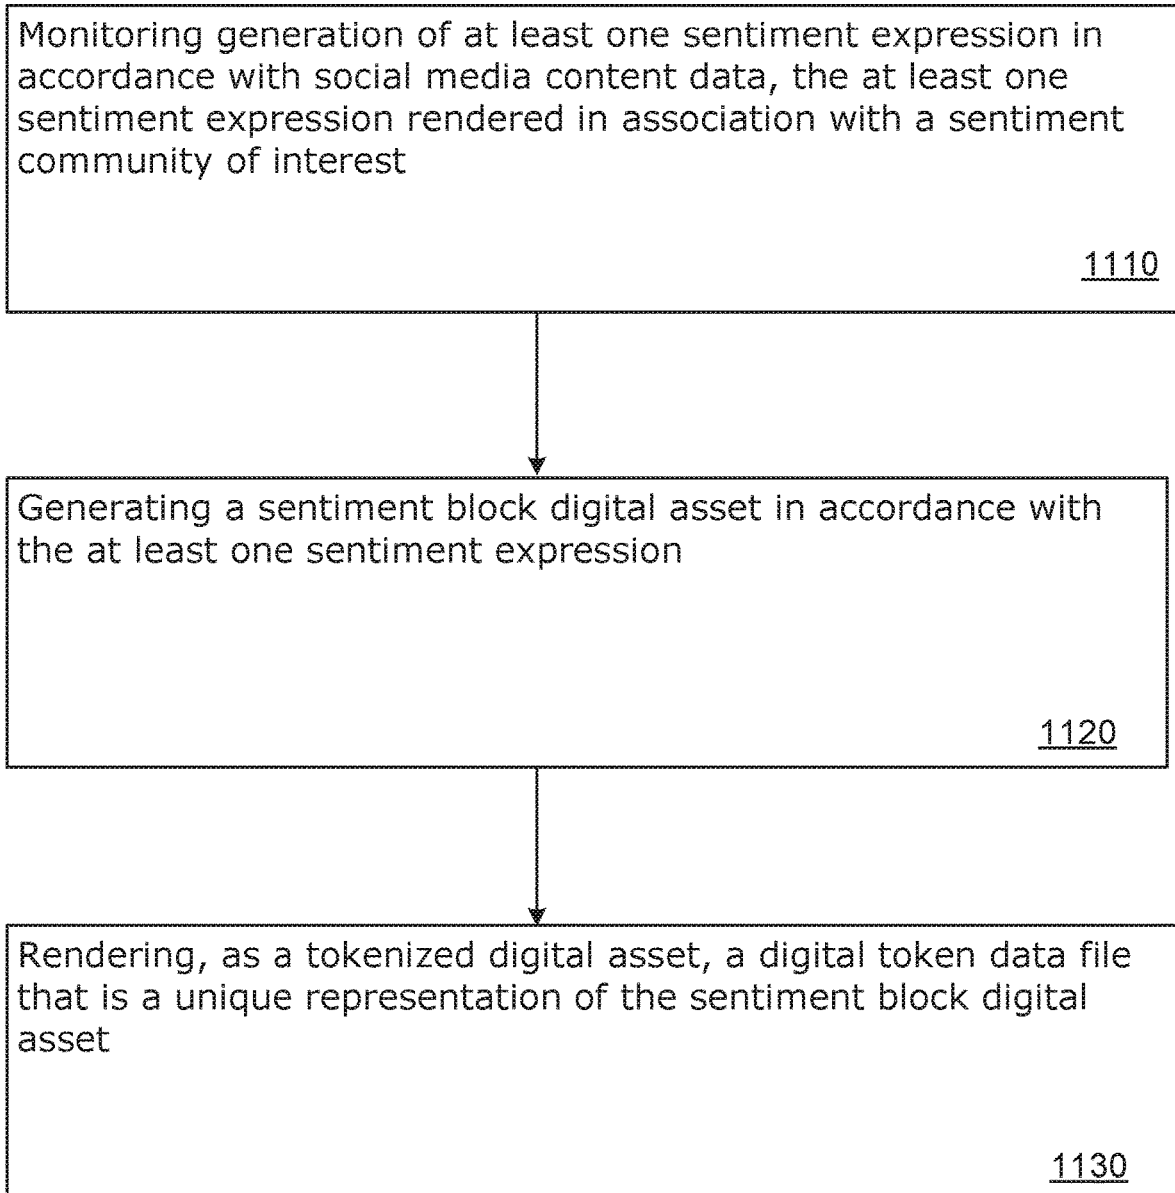 Monitoring generation of at least one sentiment expression in
accordance with social media content data, the at least one
sentiment expression rendered in association with a sentiment
community of interest
1110
Generating a sentiment block digital asset in accordance with
the at least one sentiment expression
1120
Rendering, as a tokenized digital asset, a digital token data file
that is a unique representation of the sentiment block digital
asset
1130